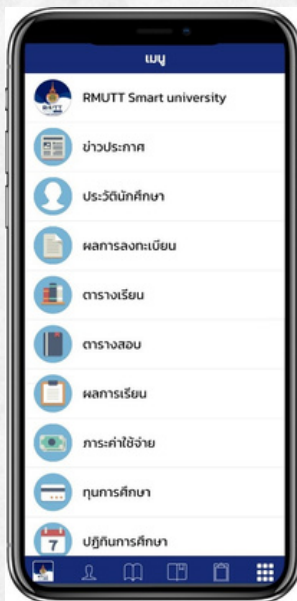 เมนู
RMUTT Smart university
ข่าวประกาศ
ประวัตินักศึกษา
ผลการลงทะเบียน
ตารางเรียน
ตารางสอบ
ผลการเรียน
ภาระค่าใช้จ่าย
ทุนการศึกษา
7
ปฏิทินการศึกษา